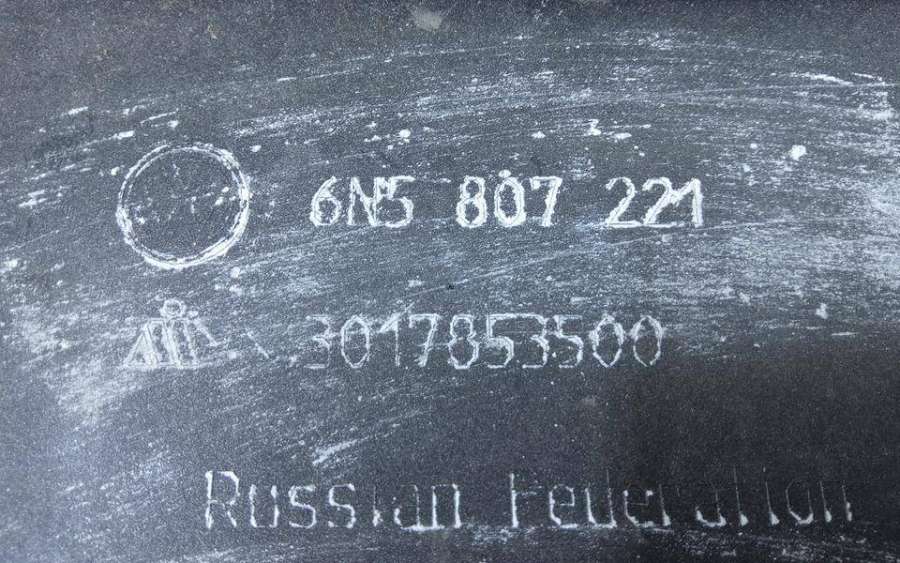 6N5 807 221
3017853500
Russian Federation